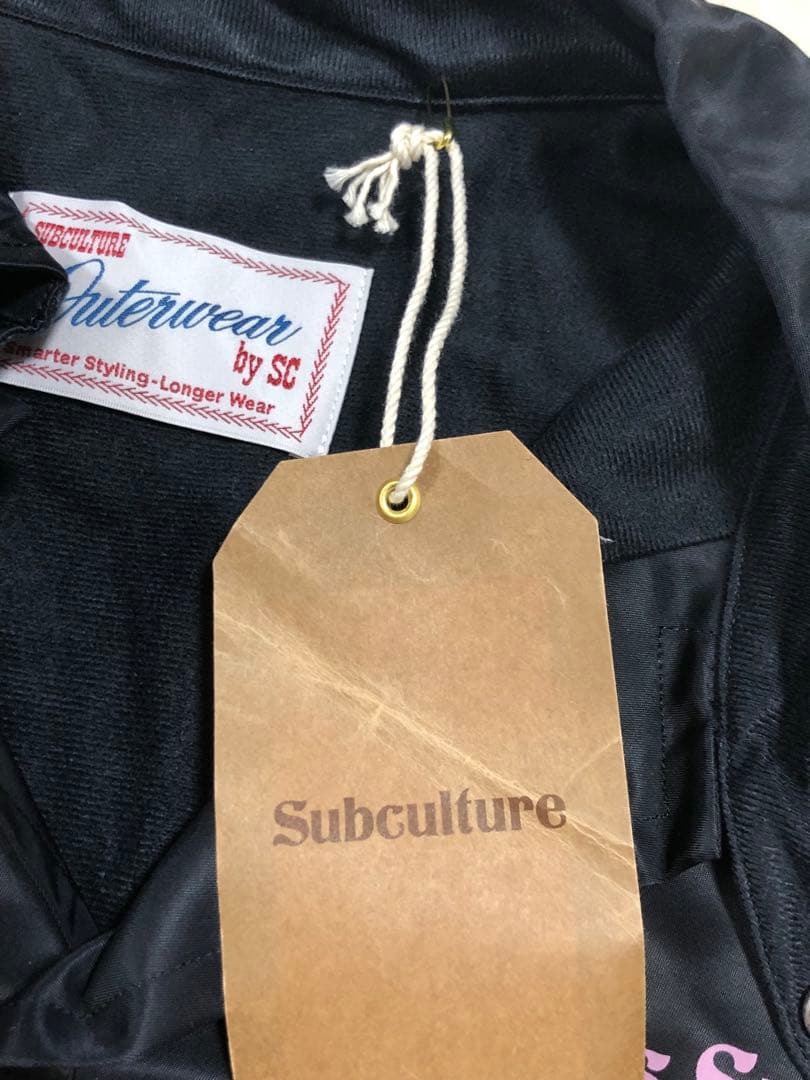 SUBCULTURE
Outerwear
by SC
Smarter Styling-Longer Wear
Subculture